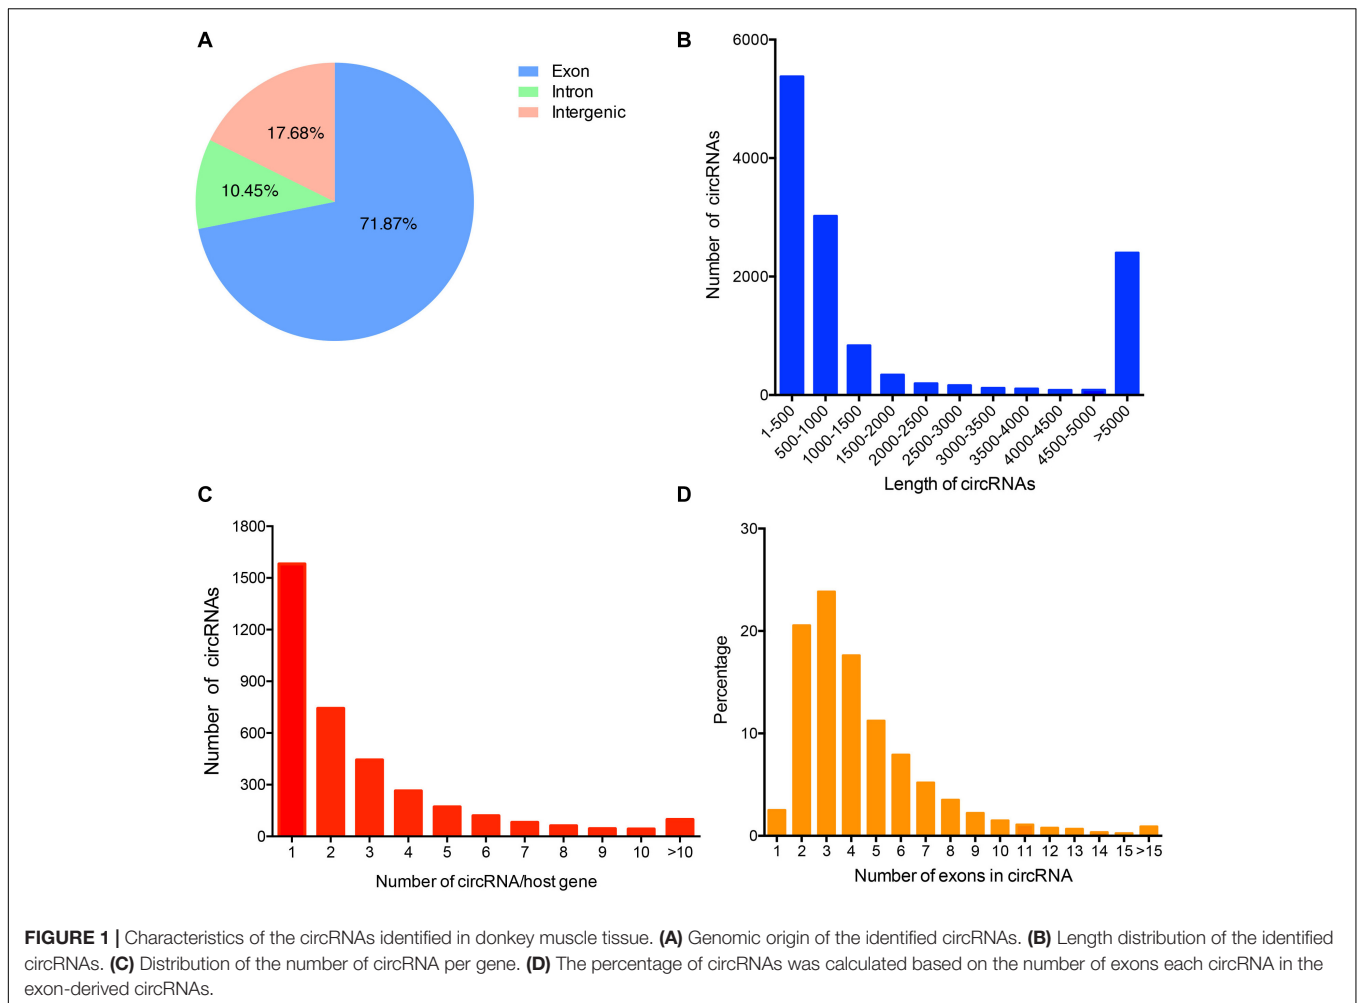 A
Exon
Intron
Intergenic
17.68%
10.45%
71.87%
B
Number of circRNAs
6000
4000
2000
0
1-500
500-1000
1000-1500
1500-2000
2000-2500
2500-3000
3000-3500
3500-4000
4000-4500
4500-5000
>5000
Length of circRNAs
C
Number of circRNAs
1800
1500
1200
900
600
300
0
1 2 3 4 5 6 7 8 9 10 >10
Number of circRNA/host gene
D
Percentage
30
20
10
0
1 2 3 4 5 6 7 8 9 10 11 12 13 14 15 >15
Number of exons in circRNA
FIGURE 1 | Characteristics of the circRNAs identified in donkey muscle tissue. (A) Genomic origin of the identified circRNAs. (B) Length distribution of the identified
circRNAs. (C) Distribution of the number of circRNA per gene. (D) The percentage of circRNAs was calculated based on the number of exons each circRNA in the
exon-derived circRNAs.